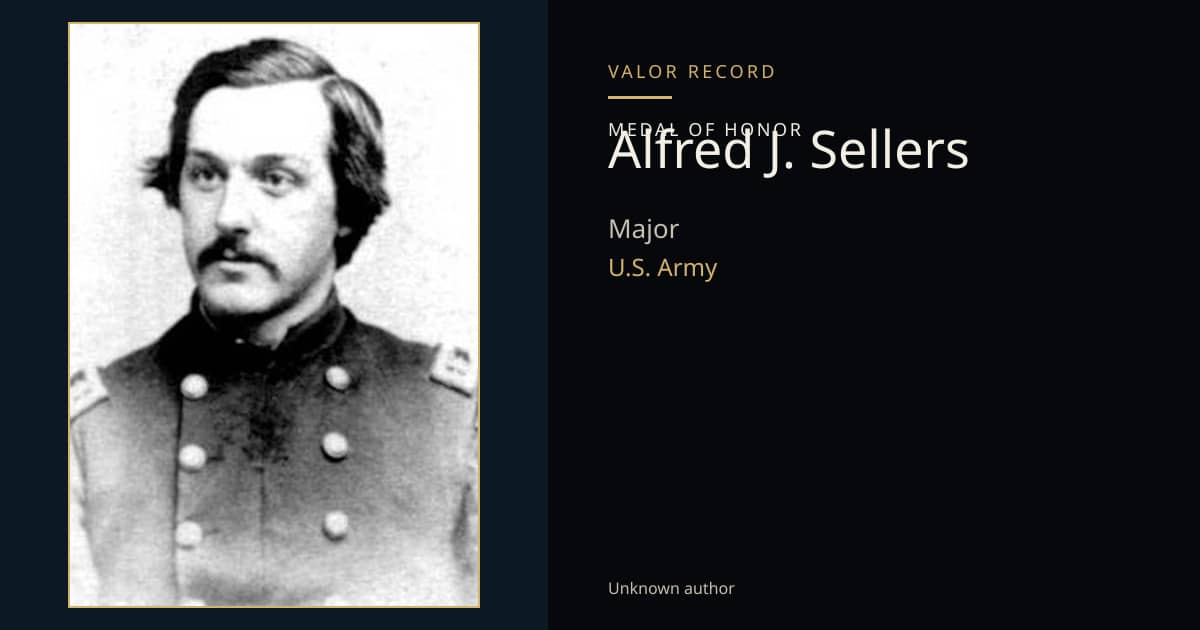 VALOR RECORD
MEDAL OF HONOR
Alfred J. Sellers
Major
U.S. Army
Unknown author